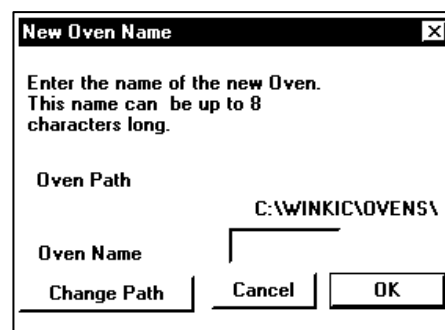 New Oven Name
Enter the name of the new Oven.
This name can be up to 8
characters long.
Oven Path
C:\WINKIC\OVENS\
Oven Name
Change Path Cancel OK